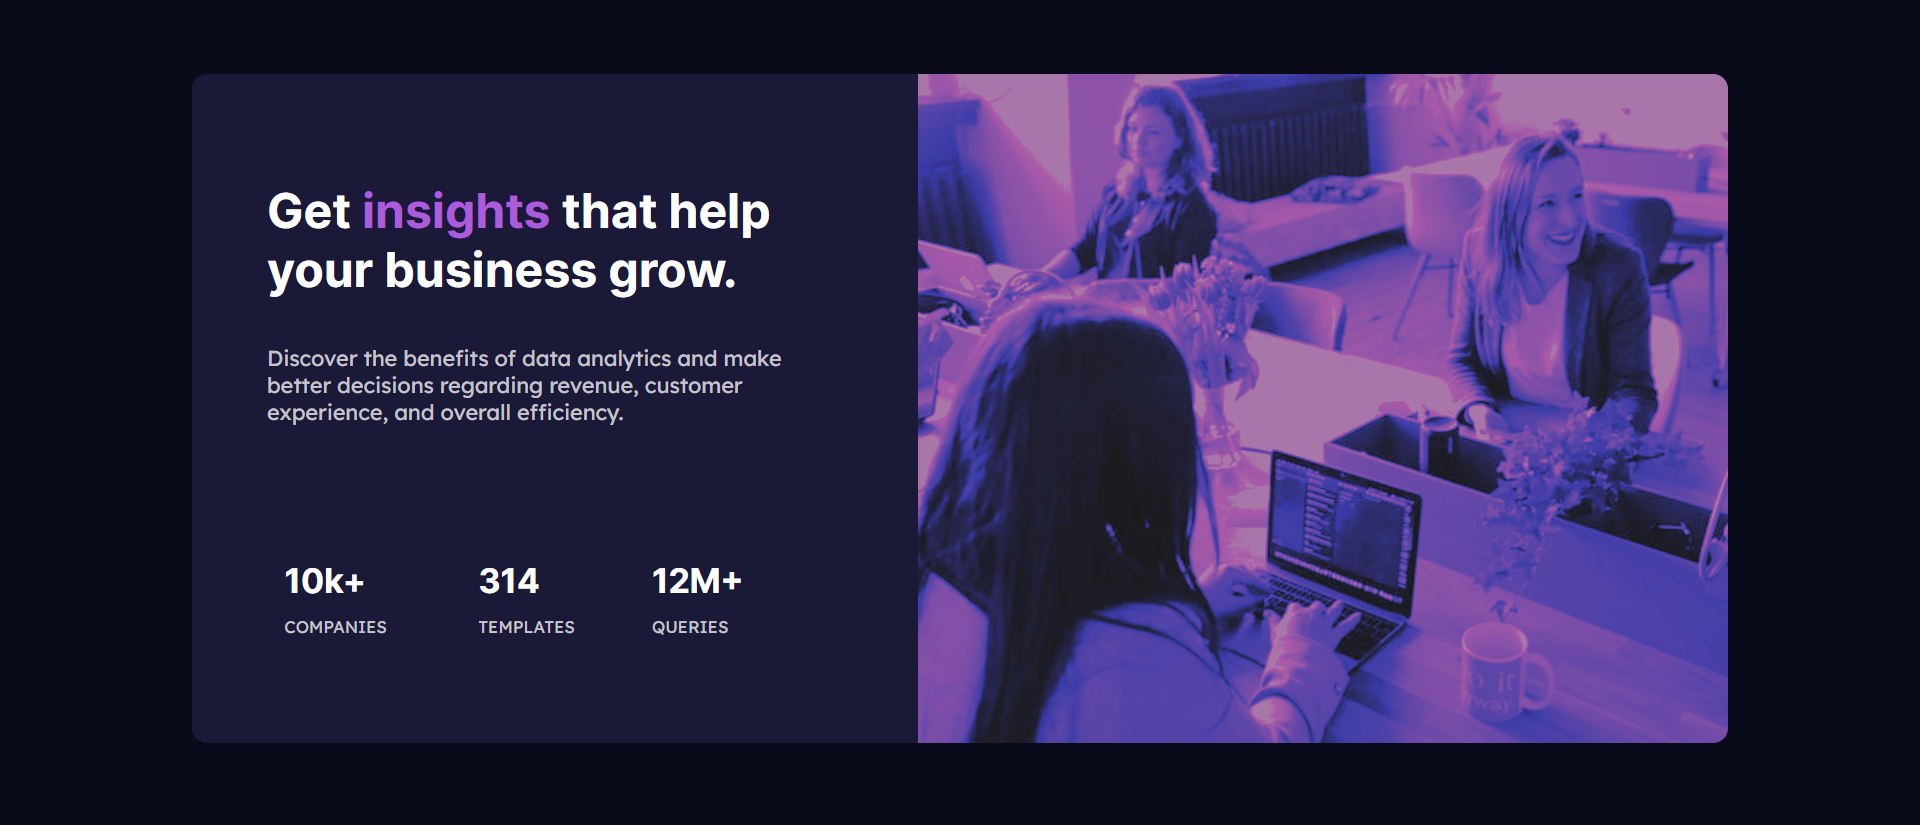 Get insights that help
your business grow.
Discover the benefits of data analytics and make
better decisions regarding revenue, customer
experience, and overall efficiency.
10k+ 314 12M+
COMPANIES TEMPLATES QUERIES